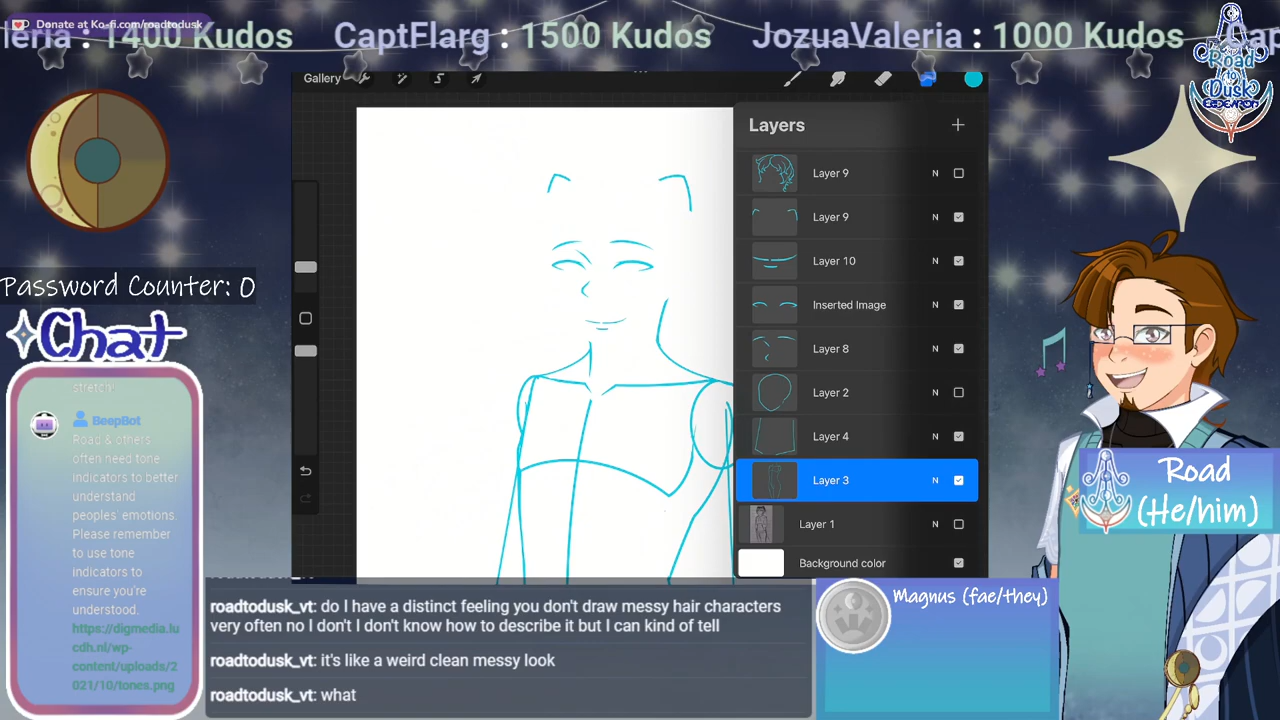 Donate at Ko-fi.com/roadtodusk
leria : 1400 Kudos CaptFlarg : 1500 Kudos JozuaValeria : 1000 Kudos Cap
Road
to
Dusk
Gallery
Layers
Layer 9 N
Layer 9 N
Layer 10 N
Inserted Image N
Layer 8 N
Layer 2 N
Layer 4 N
Layer 3 N
Layer 1 N
Background color
Password Counter: 0
Chat
stretch!
BeepBot
Road & others
often need tone
indicators to better
understand
peoples' emotions.
Please remember
to use tone
indicators to
ensure you're
understood.
https://digmedia.lu
cdh.nl/wp-
content/uploads/2
021/10/tones.png
roadtodusk_vt: do I have a distinct feeling you don't draw messy hair characters
very often no I don't I don't know how to describe it but I can kind of tell
roadtodusk_vt: it's like a weird clean messy look
roadtodusk_vt: what
Road
(He/him)
Magnus (fae/they)